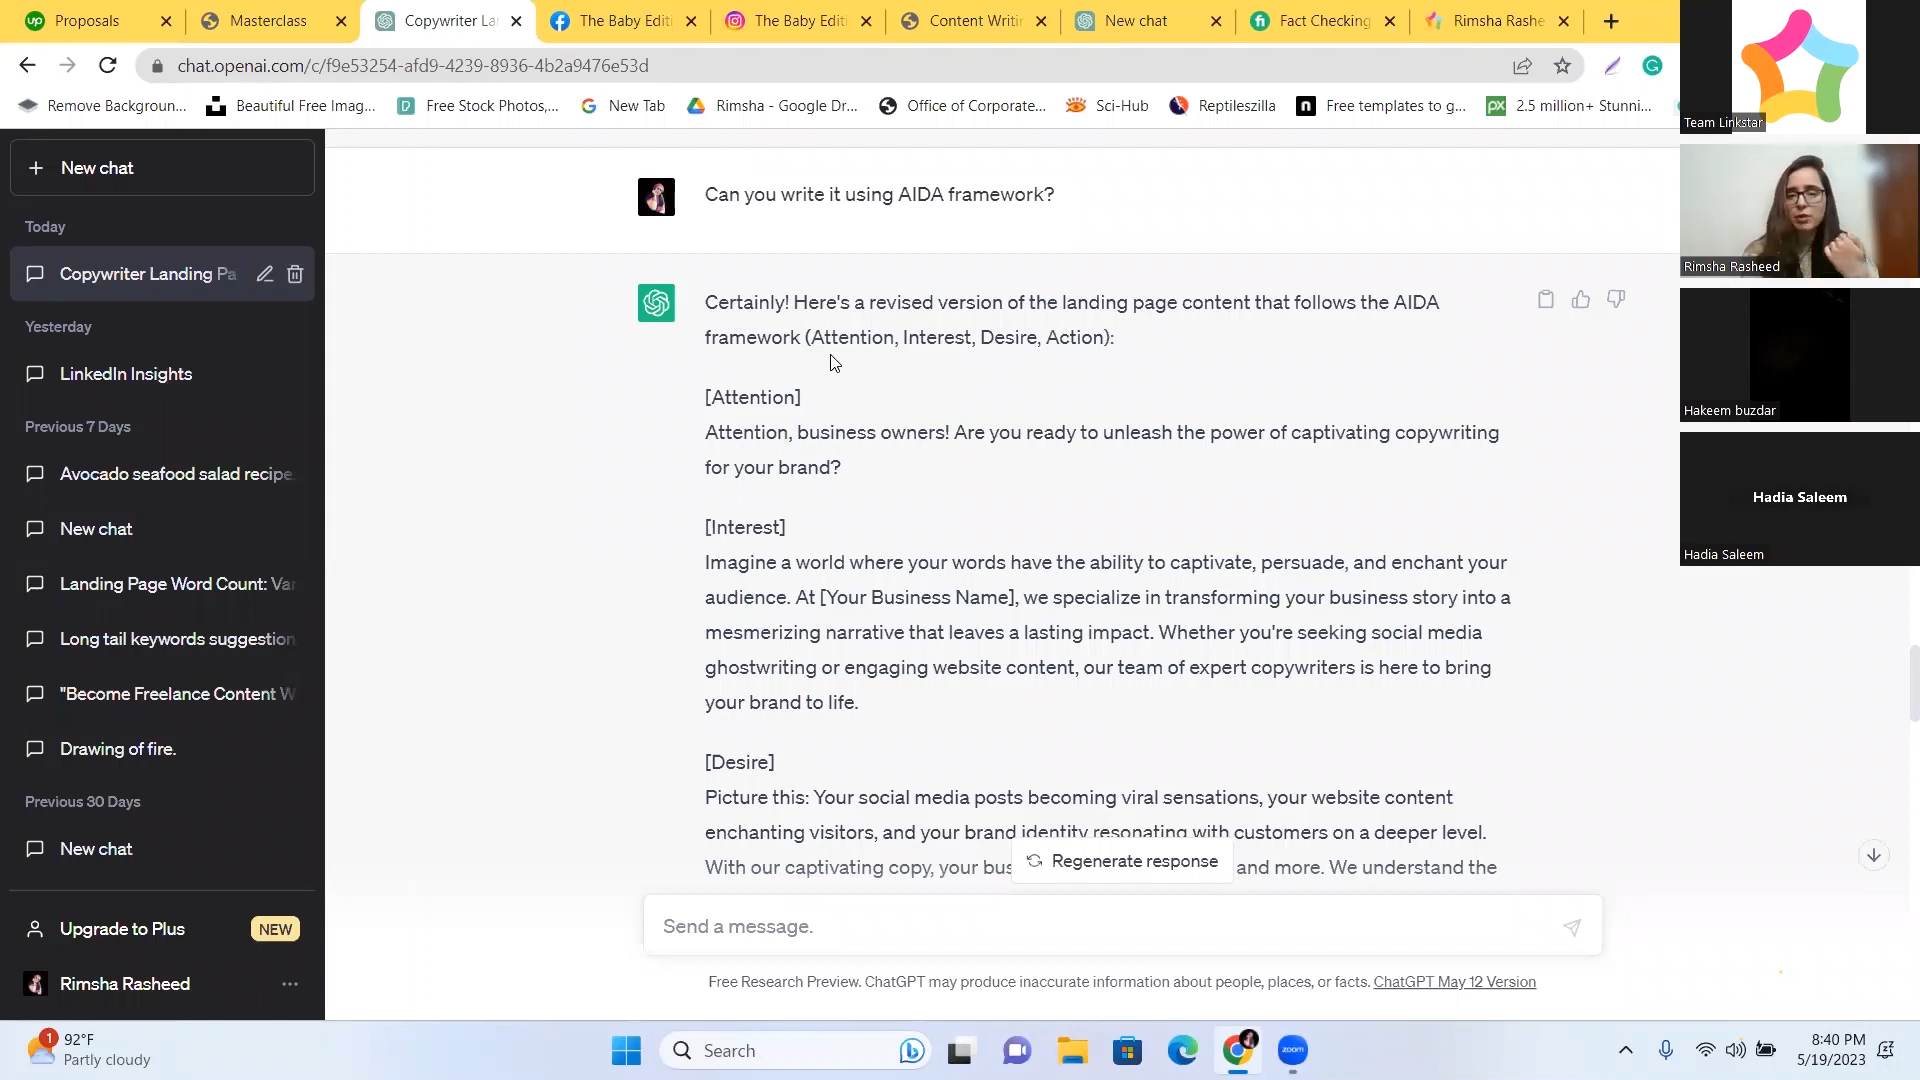 Proposals
Masterclass
Copywriter La
The Baby Edit
The Baby Edit
Content Writi
New chat
Fact Checking
Rimsha Rashe
chat.openai.com/c/f9e53254-afd9-4239-8936-4b2a9476e53d
Remove Backgroun...
Beautiful Free Imag...
Free Stock Photos,...
New Tab
Rimsha - Google Dr...
Office of Corporate...
Sci-Hub
Reptileszilla
Free templates to g...
2.5 million+ Stunni...
New chat
Today
Copywriter Landing Pa
Yesterday
LinkedIn Insights
Previous 7 Days
Avocado seafood salad recipe.
New chat
Landing Page Word Count: Var
Long tail keywords suggestion
"Become Freelance Content W
Drawing of fire.
Previous 30 Days
New chat
Upgrade to Plus
NEW
Rimsha Rasheed
Can you write it using AIDA framework?
Certainly! Here's a revised version of the landing page content that follows the AIDA
framework (Attention, Interest, Desire, Action):
[Attention]
Attention, business owners! Are you ready to unleash the power of captivating copywriting
for your brand?
[Interest]
Imagine a world where your words have the ability to captivate, persuade, and enchant your
audience. At [Your Business Name], we specialize in transforming your business story into a
mesmerizing narrative that leaves a lasting impact. Whether you're seeking social media
ghostwriting or engaging website content, our team of expert copywriters is here to bring
your brand to life.
[Desire]
Picture this: Your social media posts becoming viral sensations, your website content
enchanting visitors, and your brand identity resonating with customers on a deeper level.
With our captivating copy, your bus
and more. We understand the
Regenerate response
Send a message.
Free Research Preview. ChatGPT may produce inaccurate information about people, places, or facts. ChatGPT May 12 Version
Team Linkstar
Rimsha Rasheed
Hakeem buzdar
Hadia Saleem
Hadia Saleem
1
92°F
Partly cloudy
Search
zoom
8:40 PM
5/19/2023